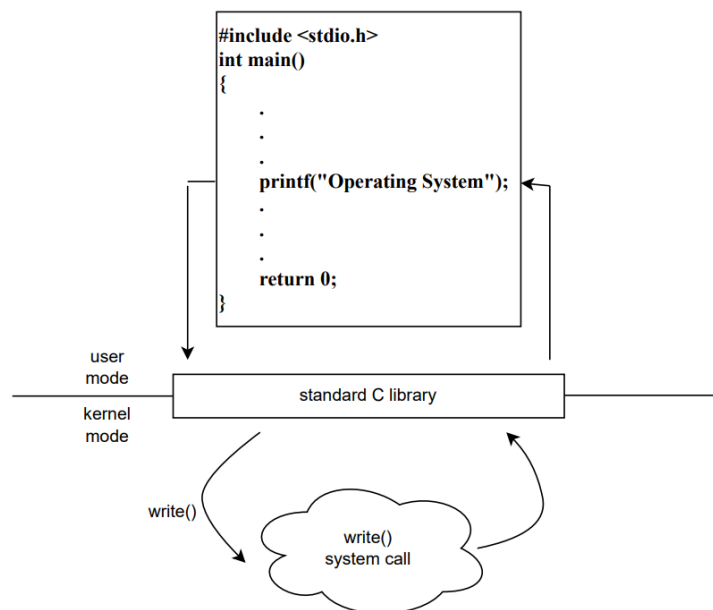 #include <stdio.h>
int main()
{
.
.
.
printf("Operating System");
.
.
.
return 0;
}
user
mode
standard C library
kernel
mode
write()
write()
system call